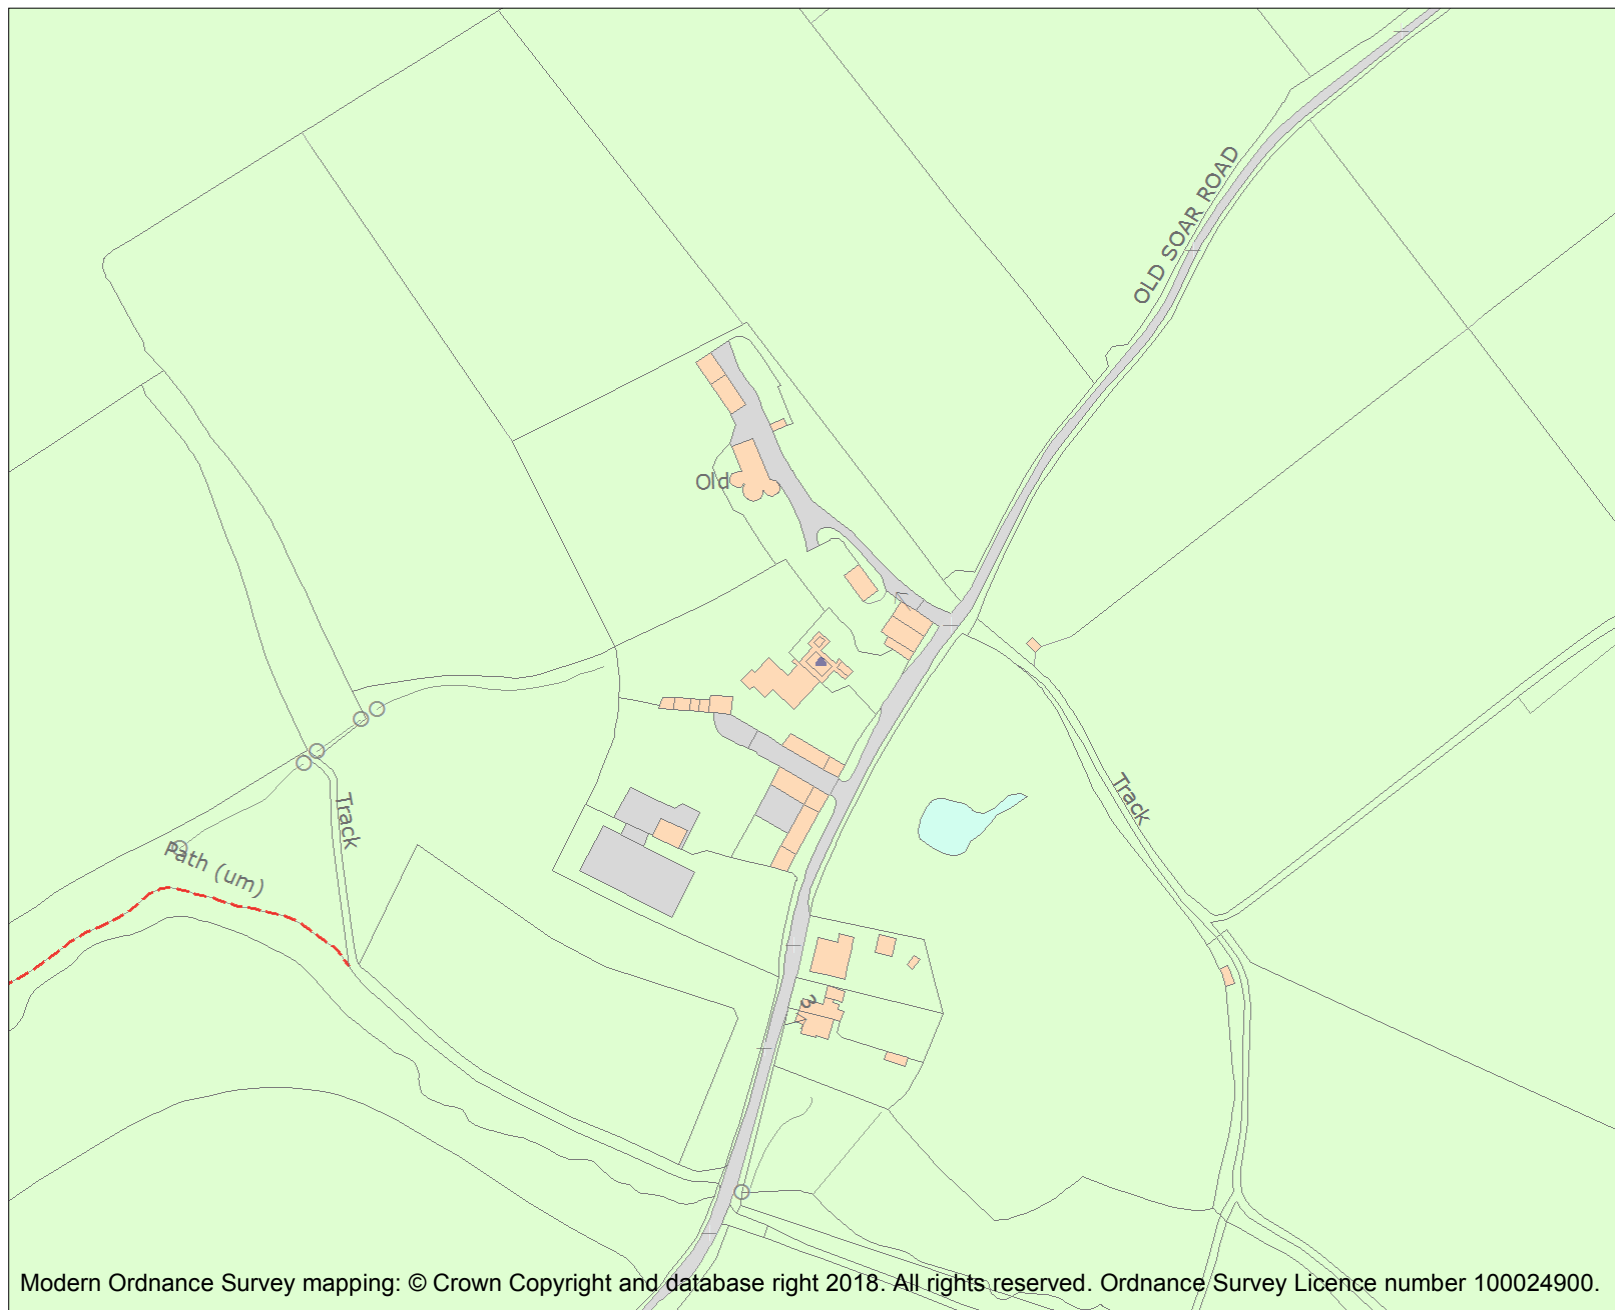 OLD SOAR ROAD
Old
Track
Track
Path (um)
3
Modern Ordnance Survey mapping: © Crown Copyright and database right 2018. All rights reserved. Ordnance Survey Licence number 100024900.